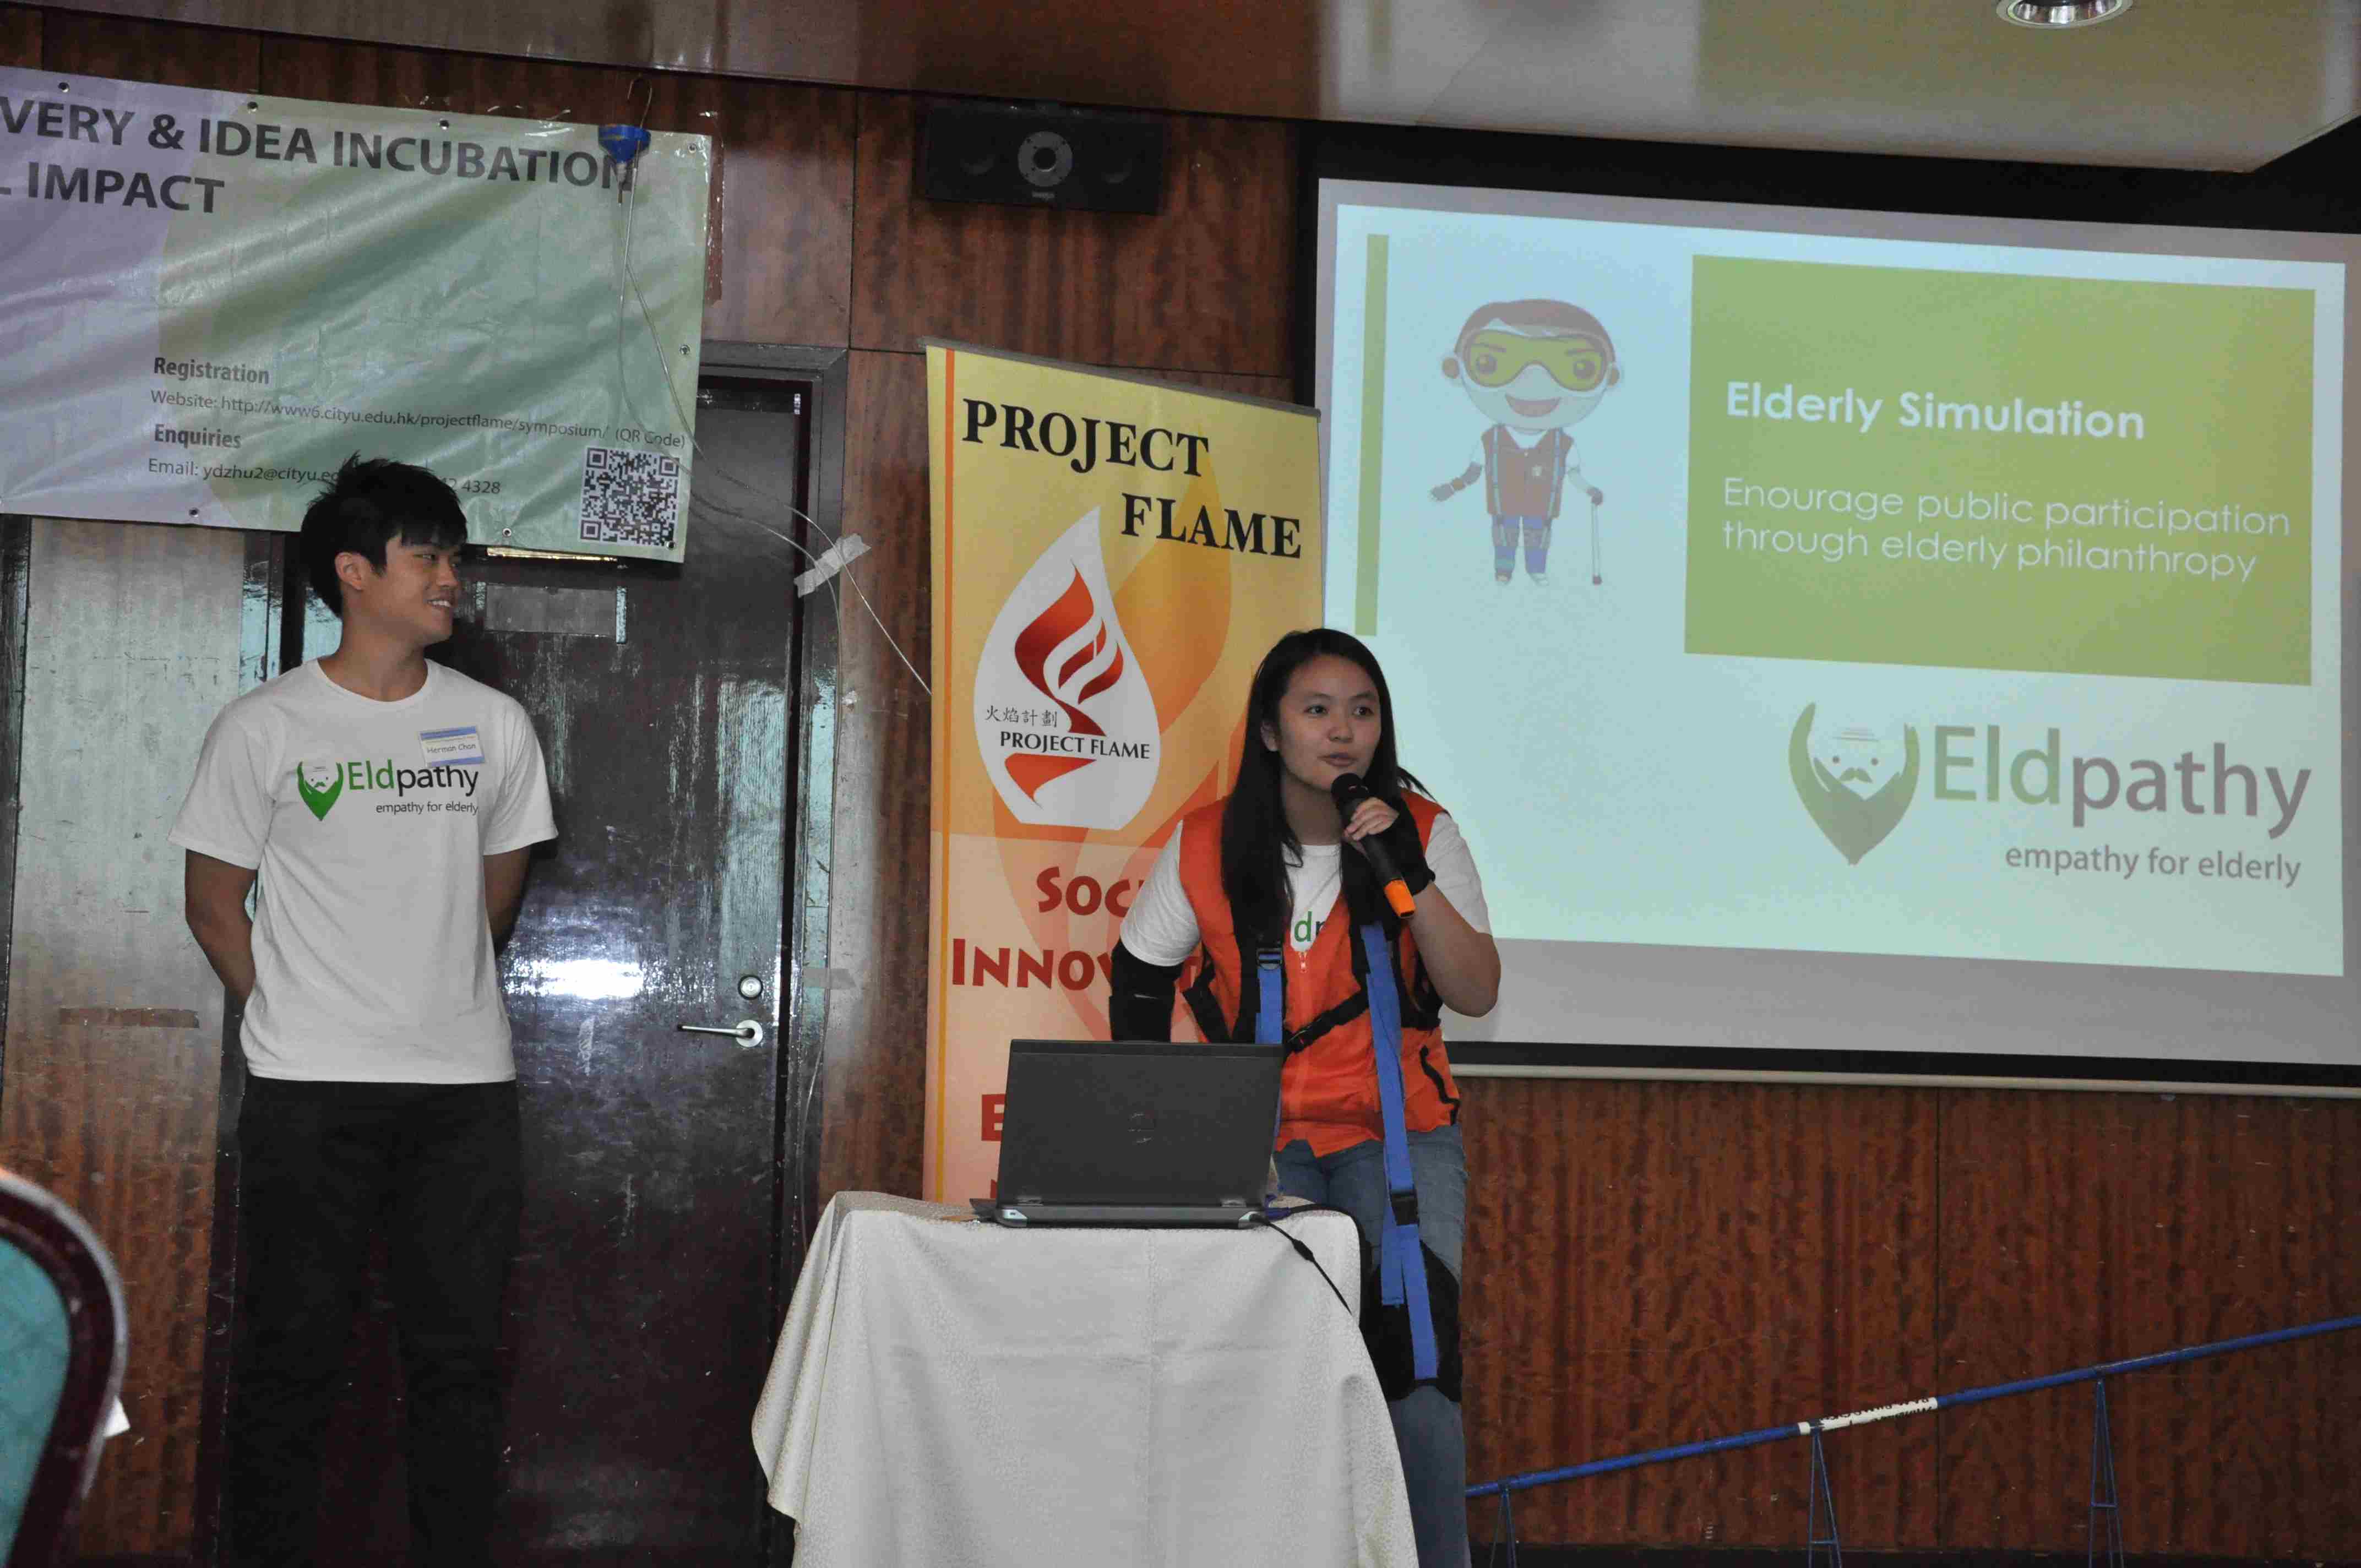 VERY & IDEA INCUBATION
L IMPACT
Registration
Website: http://www6.cityu.edu.hk/projectflame/symposium/ (QR Code)
Enquiries
Email: ydzhu2@cityu.ed
4328
Herman Chan
Eldpathy
empathy for elderly
PROJECT
FLAME
火焰計劃
PROJECT FLAME
SOC
INNOV
E
Elderly Simulation
Enourage public participation
through elderly philanthropy
Eldpathy
empathy for elderly